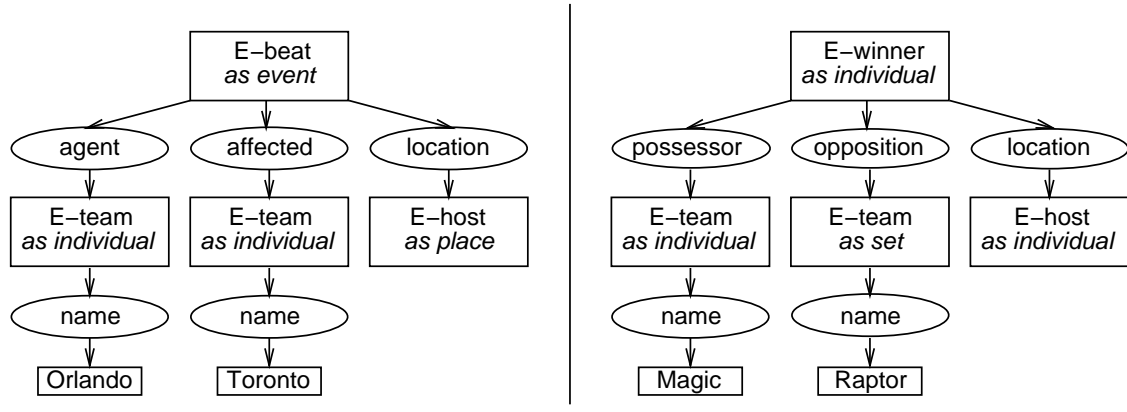 E−beat
as event
agent
affected
location
E−team
as individual
E−team
as individual
E−host
as place
name
name
Orlando
Toronto
E−winner
as individual
possessor
opposition
location
E−team
as individual
E−team
as set
E−host
as individual
name
name
Magic
Raptor